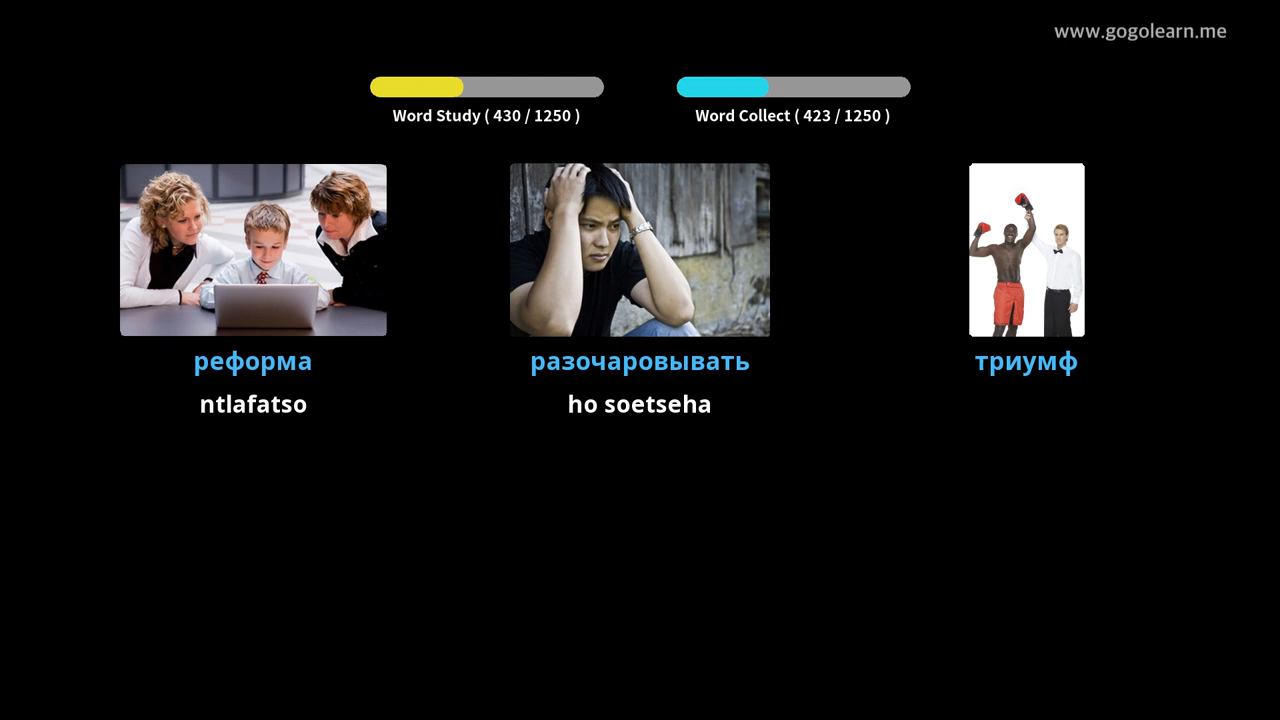 www.gogolearn.me
Word Study ( 430 / 1250 )
Word Collect ( 423 / 1250 )
реформа
разочаровывать
триумф
ntlafatso
ho soetseha